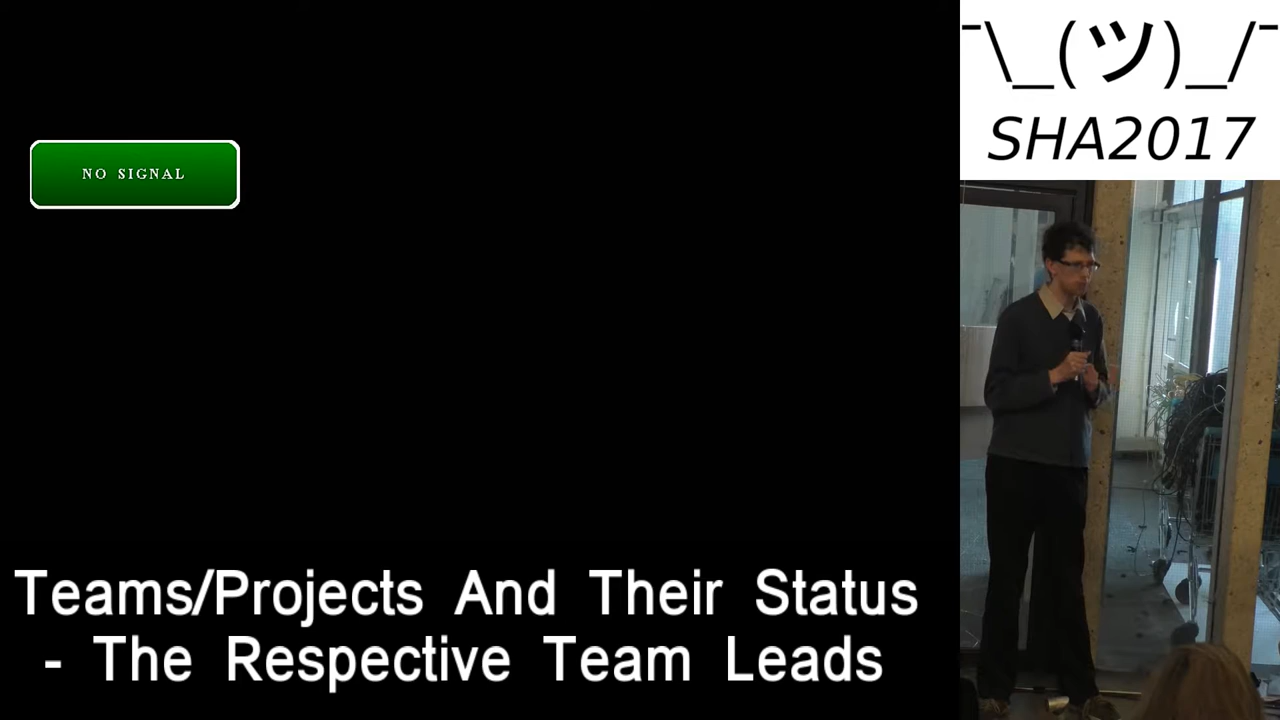 NO SIGNAL
¯\_(ツ)_/¯
SHA2017
Teams/Projects And Their Status
- The Respective Team Leads